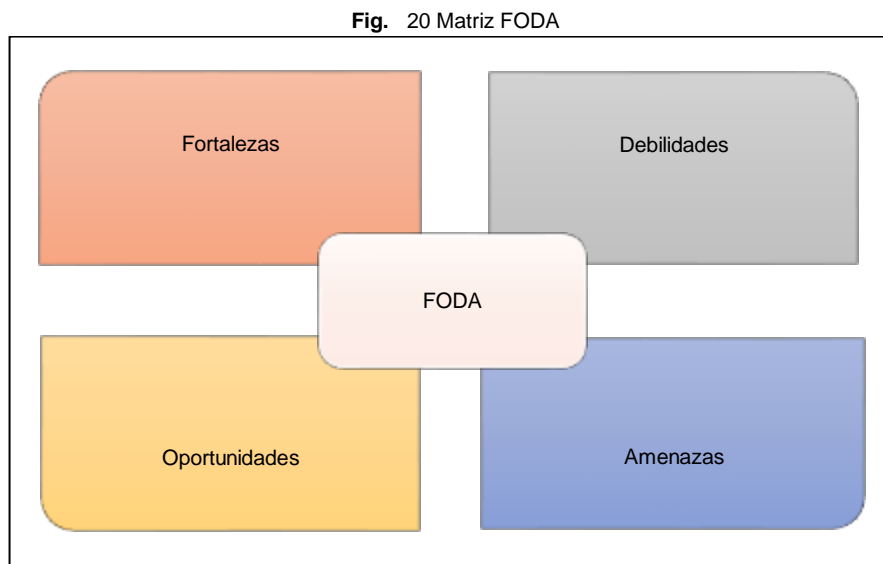 Fig. 20 Matriz FODA
Fortalezas
Debilidades
FODA
Oportunidades
Amenazas